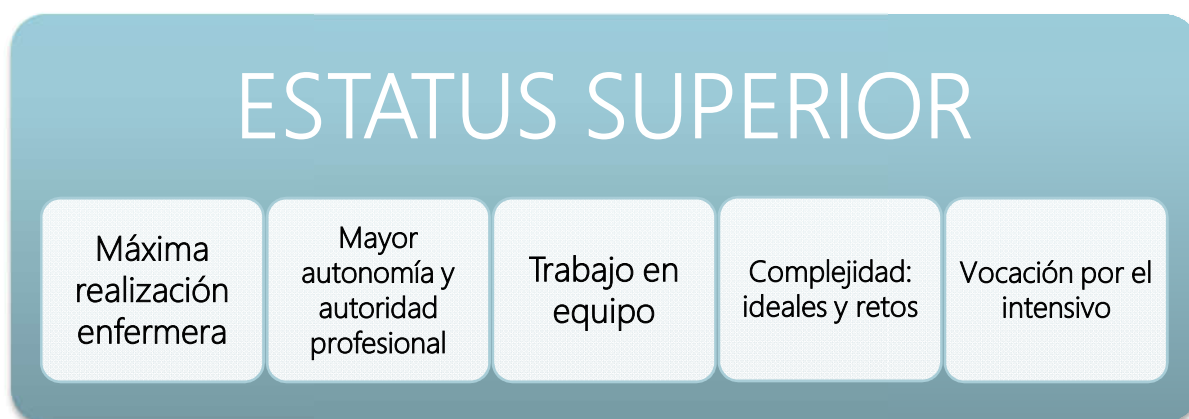 ESTATUS SUPERIOR
Máxima
realización
enfermera
Mayor
autonomía y
autoridad
profesional
Trabajo en
equipo
Complejidad:
ideales y retos
Vocación por el
intensivo